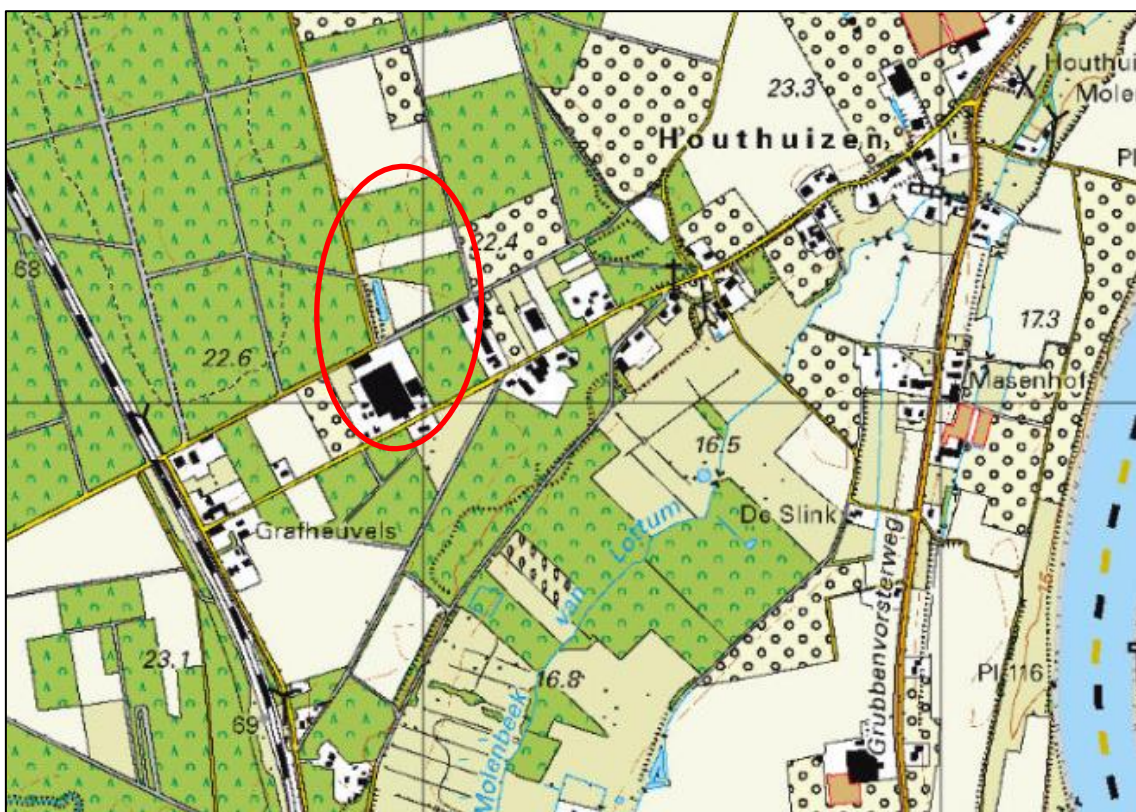 Houthui
Molen
23.3
Houthuizen
Pl
22.4
68
17.3
22.6
Masenhof
16.5
De Slink
Lottum
Grafheuvels
van
Grubbenvorsterweg
15
23.1
16.8
Pl 116
69
Molenbeek